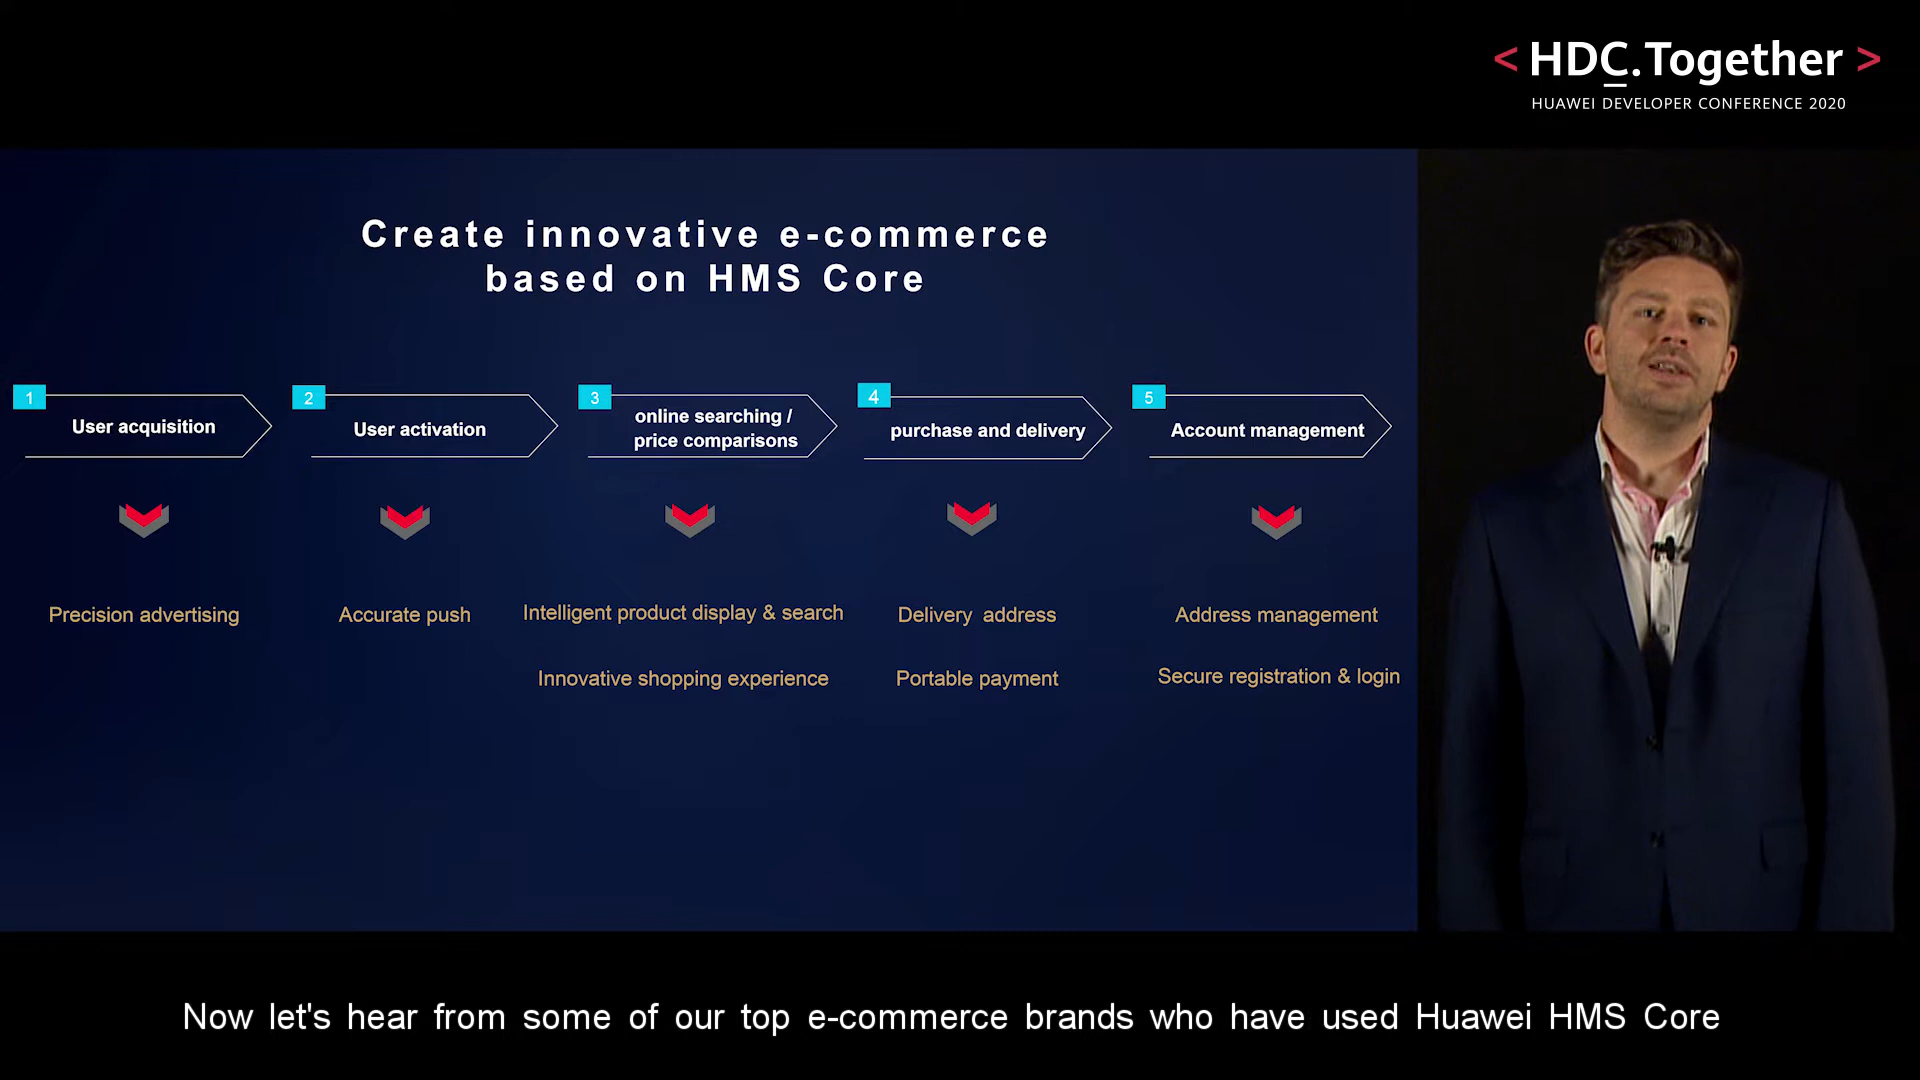 < HDC.Together >
HUAWEI DEVELOPER CONFERENCE 2020
Create innovative e-commerce
based on HMS Core
1
User acquisition
2
User activation
3
online searching /
price comparisons
4
purchase and delivery
5
Account management
Precision advertising
Accurate push
Intelligent product display & search
Innovative shopping experience
Delivery address
Portable payment
Address management
Secure registration & login
Now let's hear from some of our top e-commerce brands who have used Huawei HMS Core